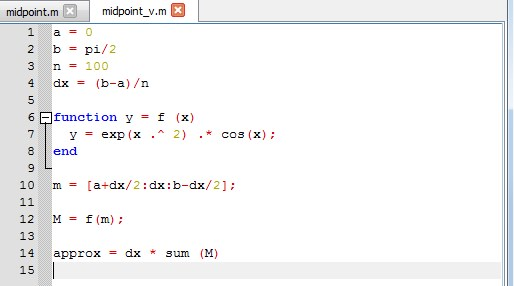 midpoint.m midpoint_v.m
1 a = 0
2 b = pi/2
3 n = 100
4 dx = (b-a)/n
5
6 function y = f (x)
7 y = exp(x .^ 2) .* cos(x);
8 end
9
10 m = [a+dx/2:dx:b-dx/2];
11
12 M = f(m);
13
14 approx = dx * sum (M)
15